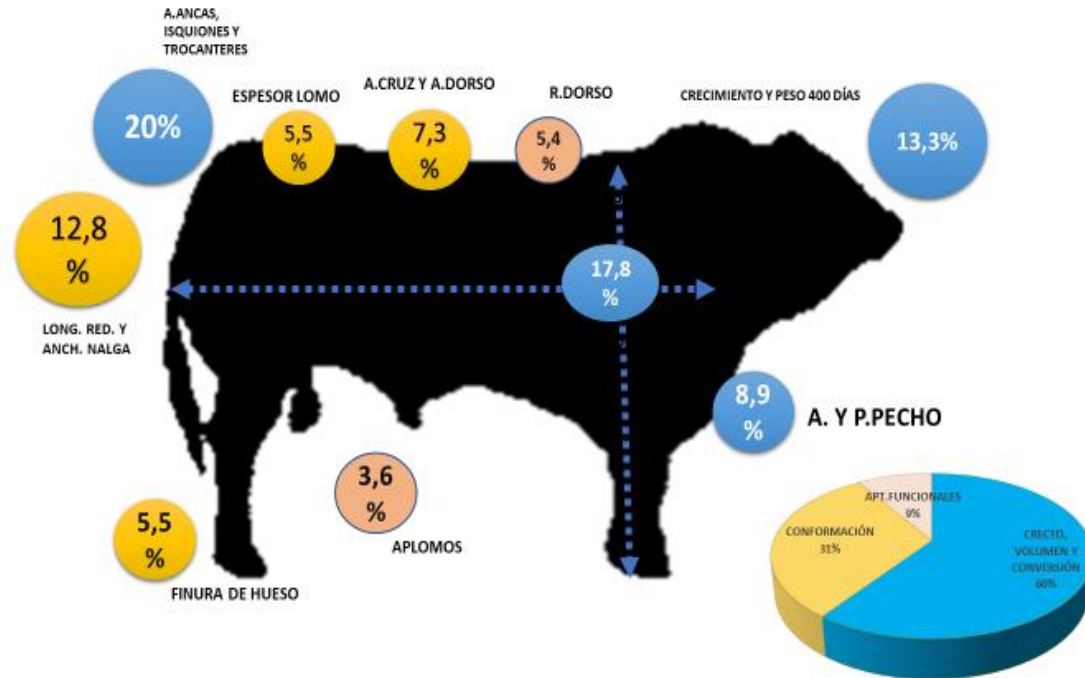 A.ANCAS,
ISQUIONES Y
TROCANTERES
20%
ESPESOR LOMO
5,5
%
A.CRUZ Y A.DORSO
7,3
%
R.DORSO
5,4
%
CRECIMIENTO Y PESO 400 DÍAS
13,3%
12,8
%
LONG. RED. Y
ANCH. NALGA
17,8
%
8,9
%
A. Y P.PECHO
3,6
%
APLOMOS
5,5
%
FINURA DE HUESO
APT.FUNCIONALES
9%
CONFORMACIÓN
31%
CRECTO,
VOLUMEN Y
CONVERSIÓN
60%